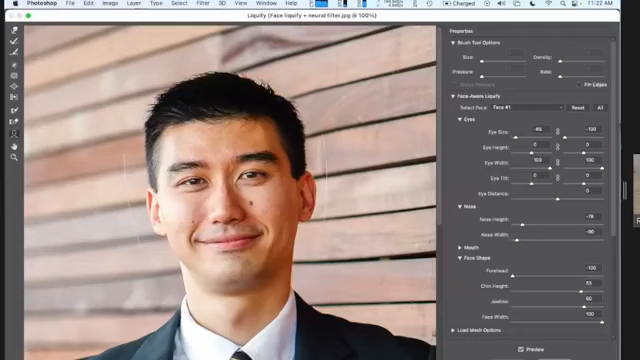 Photoshop File Edit Image Layer Type Select Filter 3D View Plugins Window Help Charged 11:22 AM
Liquify (Face liquify + neural filter.jpg @ 100%)
Properties
Brush Tool Options
Size: Density:
Pressure: Rate:
Pin Edges
Face-Aware Liquify
Select Face: Face #1 Reset All
Eyes
Eye Size: -100
Eye Height: 0 0
Eye Width: 100 100
Eye Tilt: 0 0
Eye Distance: 0
Nose
Nose Height:
Nose Width:
Mouth
Face Shape
Forehead: -100
Chin Height: 53
Jawline: 60
Face Width: 100
Load Mesh Options
Preview